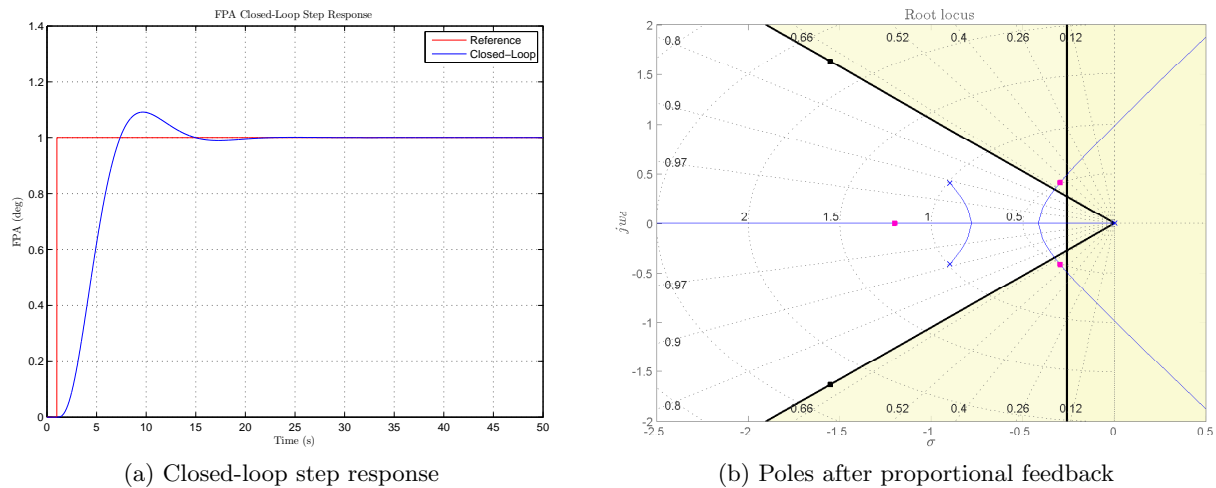 FPA Closed-Loop Step Response
1.4
1.2
1
0.8
0.6
0.4
0.2
0
FPA (deg)
Reference
Closed–Loop
0 5 10 15 20 25 30 35 40 45 50
Time (s)
(a) Closed-loop step response
Root locus
2
1.5
1
0.5
0
-0.5
-1
-1.5
-2
jω
0.8 0.66 0.52 0.4 0.26 0.12
0.9
0.97
2 1.5 1 0.5
0.97
0.9
0.8 0.66 0.52 0.4 0.26 0.12
-2.5 -2 -1.5 -1 -0.5 0 0.5
σ
(b) Poles after proportional feedback